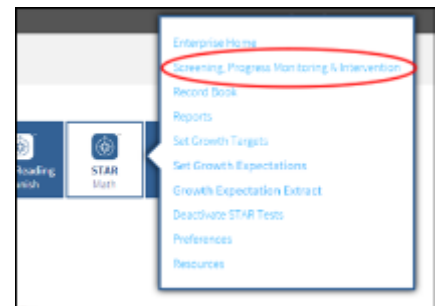 Enterprise Home
Screening, Progress Monitoring & Intervention
Record Book
Reports
Set Growth Targets
Set Growth Expectations
Growth Expectation Extract
Deactivate STAR Tests
Preferences
Resources
Reading
nish
STAR
Math